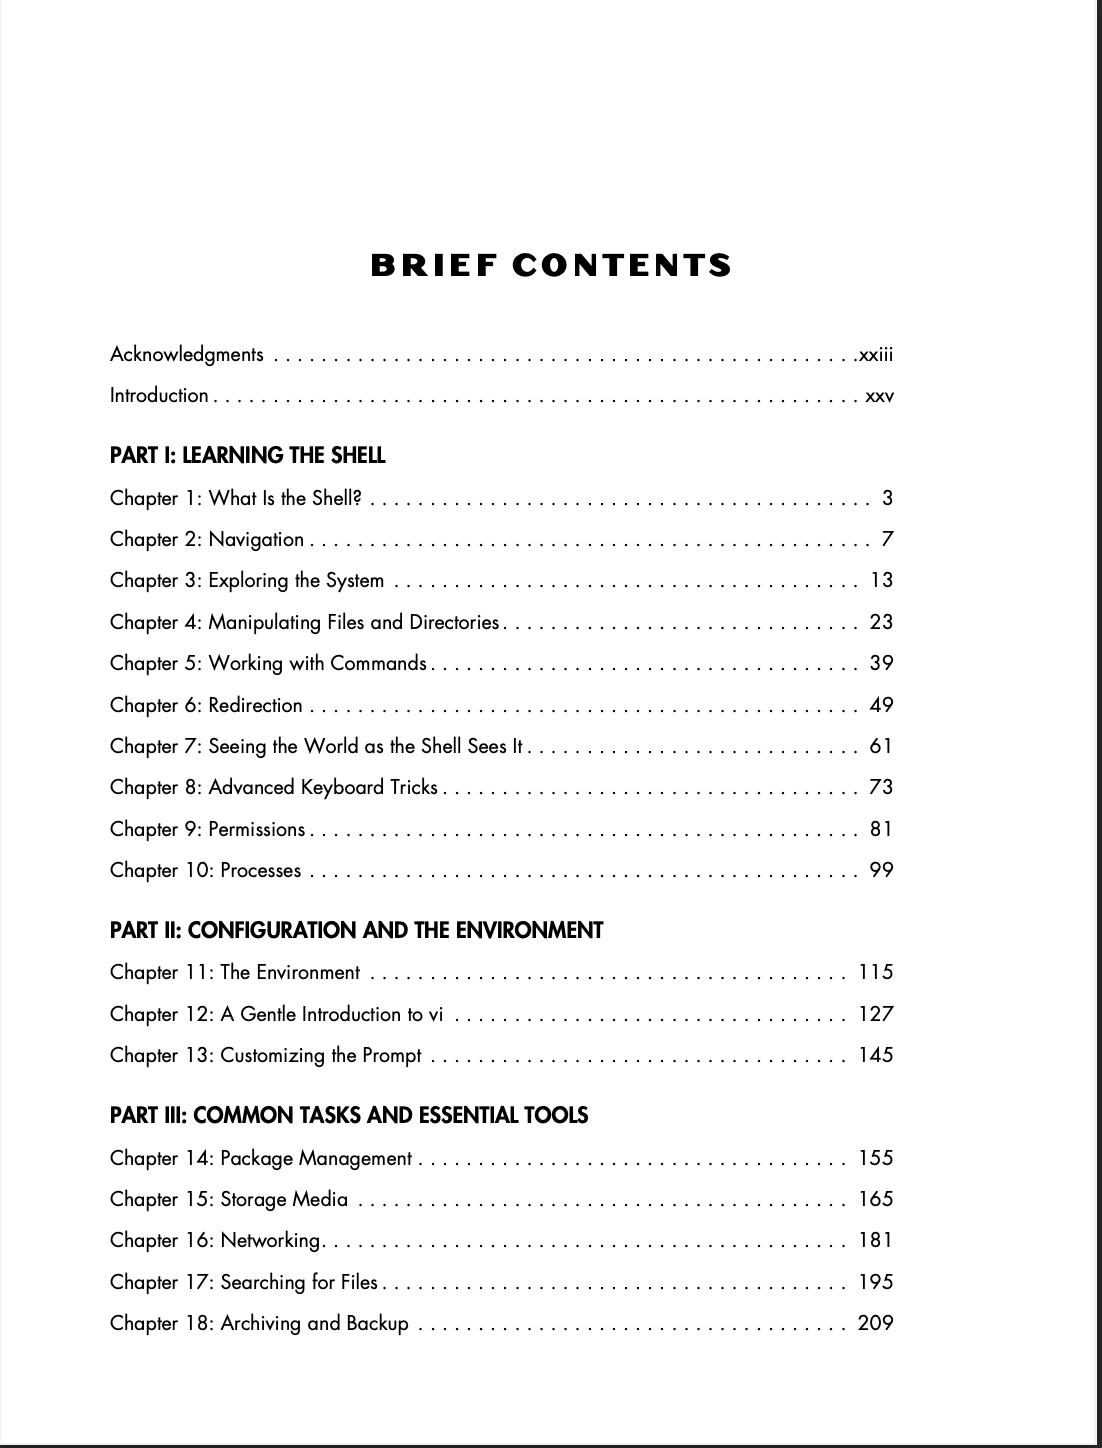 BRIEF CONTENTS
Acknowledgments . . . . . . . . . . . . . . . . . . . . . . . . . . . . . . . . . . . . . . . . . . . . . . . . .xxiii
Introduction . . . . . . . . . . . . . . . . . . . . . . . . . . . . . . . . . . . . . . . . . . . . . . . . . . . . . . xxv
PART I: LEARNING THE SHELL
Chapter 1: What Is the Shell? . . . . . . . . . . . . . . . . . . . . . . . . . . . . . . . . . . . . . . . . . . 3
Chapter 2: Navigation . . . . . . . . . . . . . . . . . . . . . . . . . . . . . . . . . . . . . . . . . . . . . . . 7
Chapter 3: Exploring the System . . . . . . . . . . . . . . . . . . . . . . . . . . . . . . . . . . . . . . . 13
Chapter 4: Manipulating Files and Directories . . . . . . . . . . . . . . . . . . . . . . . . . . . . . . 23
Chapter 5: Working with Commands . . . . . . . . . . . . . . . . . . . . . . . . . . . . . . . . . . . . 39
Chapter 6: Redirection . . . . . . . . . . . . . . . . . . . . . . . . . . . . . . . . . . . . . . . . . . . . . . 49
Chapter 7: Seeing the World as the Shell Sees It . . . . . . . . . . . . . . . . . . . . . . . . . . . . 61
Chapter 8: Advanced Keyboard Tricks . . . . . . . . . . . . . . . . . . . . . . . . . . . . . . . . . . . 73
Chapter 9: Permissions . . . . . . . . . . . . . . . . . . . . . . . . . . . . . . . . . . . . . . . . . . . . . . 81
Chapter 10: Processes . . . . . . . . . . . . . . . . . . . . . . . . . . . . . . . . . . . . . . . . . . . . . . 99
PART II: CONFIGURATION AND THE ENVIRONMENT
Chapter 11: The Environment . . . . . . . . . . . . . . . . . . . . . . . . . . . . . . . . . . . . . . . . 115
Chapter 12: A Gentle Introduction to vi . . . . . . . . . . . . . . . . . . . . . . . . . . . . . . . . . 127
Chapter 13: Customizing the Prompt . . . . . . . . . . . . . . . . . . . . . . . . . . . . . . . . . . . 145
PART III: COMMON TASKS AND ESSENTIAL TOOLS
Chapter 14: Package Management . . . . . . . . . . . . . . . . . . . . . . . . . . . . . . . . . . . . 155
Chapter 15: Storage Media . . . . . . . . . . . . . . . . . . . . . . . . . . . . . . . . . . . . . . . . . 165
Chapter 16: Networking. . . . . . . . . . . . . . . . . . . . . . . . . . . . . . . . . . . . . . . . . . . . 181
Chapter 17: Searching for Files . . . . . . . . . . . . . . . . . . . . . . . . . . . . . . . . . . . . . . . 195
Chapter 18: Archiving and Backup . . . . . . . . . . . . . . . . . . . . . . . . . . . . . . . . . . . . 209